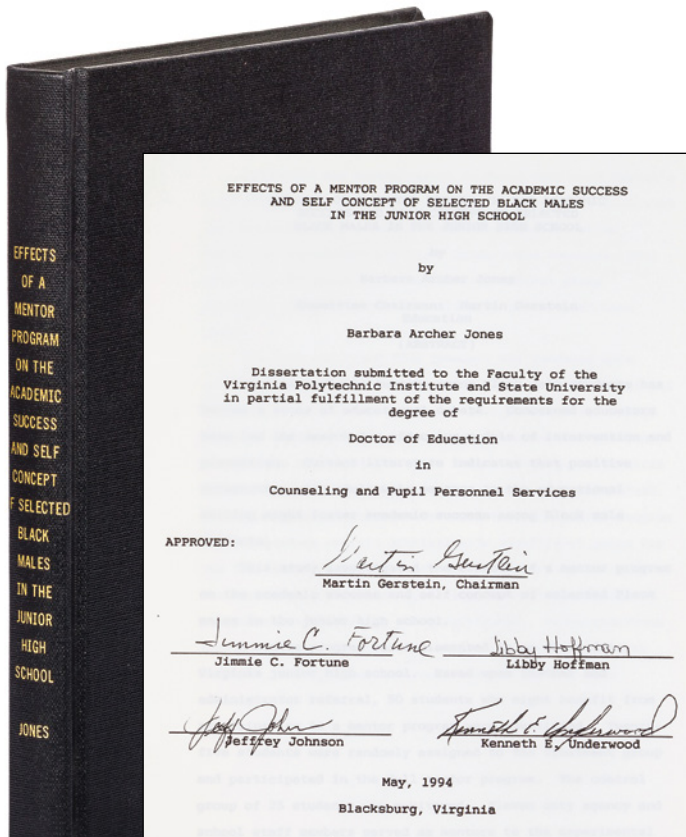 EFFECTS
OF A
MENTOR
PROGRAM
ON THE
ACADEMIC
SUCCESS
AND SELF
CONCEPT
F SELECTED
BLACK
MALES
IN THE
JUNIOR
HIGH
SCHOOL
JONES
EFFECTS OF A MENTOR PROGRAM ON THE ACADEMIC SUCCESS
AND SELF CONCEPT OF SELECTED BLACK MALES
IN THE JUNIOR HIGH SCHOOL
by
Barbara Archer Jones
Dissertation submitted to the Faculty of the
Virginia Polytechnic Institute and State University
in partial fulfillment of the requirements for the
degree of
Doctor of Education
in
Counseling and Pupil Personnel Services
APPROVED:
Martin Gerstein
Martin Gerstein, Chairman
Jimmie C. Fortune Libby Hoffman
Jimmie C. Fortune Libby Hoffman
Kenneth E. Underwood
Jeffrey Johnson Kenneth E. Underwood
May, 1994
Blacksburg, Virginia